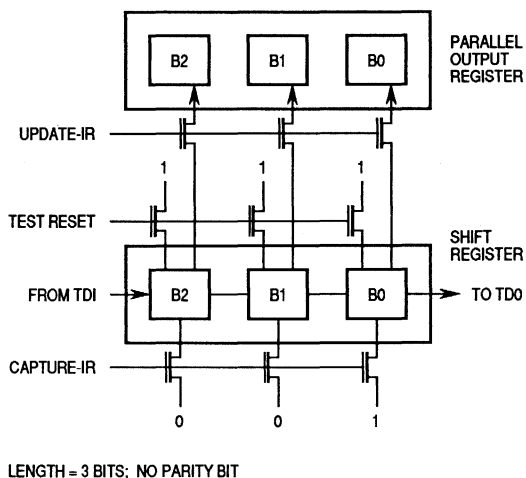 B2 B1 B0
PARALLEL
OUTPUT
REGISTER
UPDATE-IR
1 1 1
TEST RESET
SHIFT
REGISTER
FROM TDI
B2 B1 B0
TO TD0
CAPTURE-IR
0 0 1
LENGTH = 3 BITS; NO PARITY BIT